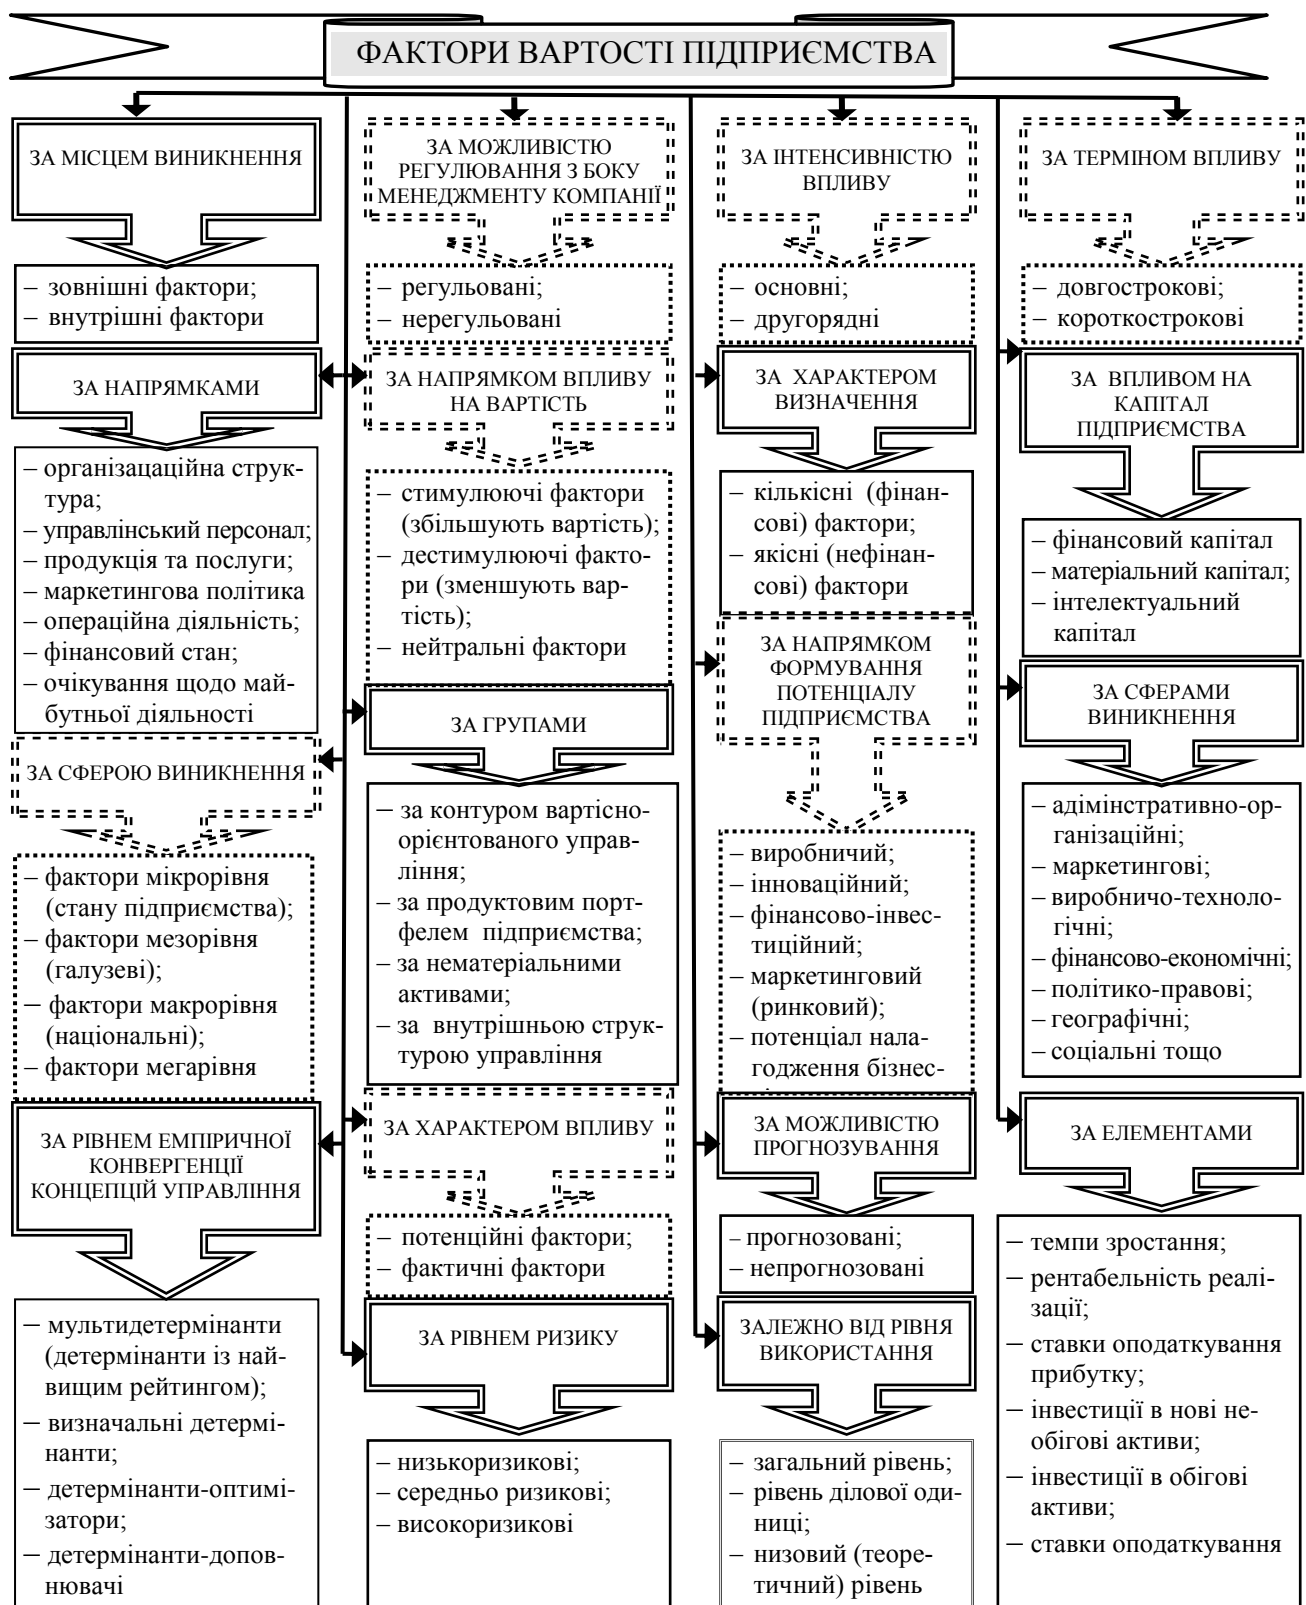 ФАКТОРИ ВАРТОСТІ ПІДПРИЄМСТВА
ЗА МІСЦЕМ ВИНИКНЕННЯ
– зовнішні фактори;
– внутрішні фактори
ЗА НАПРЯМКАМИ
– організацаційна струк-
тура;
– управлінський персонал;
– продукція та послуги;
– маркетингова політика
– операційна діяльність;
– фінансовий стан;
– очікування щодо май-
бутньої діяльності
ЗА СФЕРОЮ ВИНИКНЕННЯ
– фактори мікрорівня
(стану підприємства);
– фактори мезорівня
(галузеві);
– фактори макрорівня
(національні);
– фактори мегарівня
ЗА РІВНЕМ ЕМПІРИЧНОЇ
КОНВЕРГЕНЦІЇ
КОНЦЕПЦІЙ УПРАВЛІННЯ
– мультидетермінанти
(детермінанти із най-
вищим рейтингом);
– визначальні детермі-
нанти;
– детермінанти-оптимі-
затори;
– детермінанти-допов-
нювачі
ЗА МОЖЛИВІСТЮ
РЕГУЛЮВАННЯ З БОКУ
МЕНЕДЖМЕНТУ КОМПАНІЇ
– регульовані;
– нерегульовані
ЗА НАПРЯМКОМ ВПЛИВУ
НА ВАРТІСТЬ
– стимулюючі фактори
(збільшують вартість);
– дестимулюючі факто-
ри (зменшують вар-
тість);
– нейтральні фактори
ЗА ГРУПАМИ
– за контуром вартісно-
орієнтованого управ-
ління;
– за продуктовим порт-
фелем підприємства;
– за нематеріальними
активами;
– за внутрішньою струк-
турою управління
ЗА ХАРАКТЕРОМ ВПЛИВУ
– потенційні фактори;
– фактичні фактори
ЗА РІВНЕМ РИЗИКУ
– низькоризикові;
– середньо ризикові;
– високоризикові
ЗА ІНТЕНСИВНІСТЮ
ВПЛИВУ
– основні;
– другорядні
ЗА ХАРАКТЕРОМ
ВИЗНАЧЕННЯ
– кількісні (фінан-
сові) фактори;
– якісні (нефінан-
сові) фактори
ЗА НАПРЯМКОМ
ФОРМУВАННЯ
ПОТЕНЦІАЛУ
ПІДПРИЄМСТВА
– виробничий;
– інноваційний;
– фінансово-інвес-
тиційний;
– маркетинговий
(ринковий);
– потенціал нала-
годження бізнес-
ЗА МОЖЛИВІСТЮ
ПРОГНОЗУВАННЯ
– прогнозовані;
– непрогнозовані
ЗАЛЕЖНО ВІД РІВНЯ
ВИКОРИСТАННЯ
– загальний рівень;
– рівень ділової оди-
ниці;
– низовий (теоре-
тичний) рівень
ЗА ТЕРМІНОМ ВПЛИВУ
– довгострокові;
– короткострокові
ЗА ВПЛИВОМ НА
КАПІТАЛ
ПІДПРИЄМСТВА
– фінансовий капітал
– матеріальний капітал;
– інтелектуальний
капітал
ЗА СФЕРАМИ
ВИНИКНЕННЯ
– адімінстративно-ор-
ганізаційні;
– маркетингові;
– виробничо-техноло-
гічні;
– фінансово-економічні;
– політико-правові;
– географічні;
– соціальні тощо
ЗА ЕЛЕМЕНТАМИ
– темпи зростання;
– рентабельність реалі-
зації;
– ставки оподаткування
прибутку;
– інвестиції в нові не-
обігові активи;
– інвестиції в обігові
активи;
– ставки оподаткування